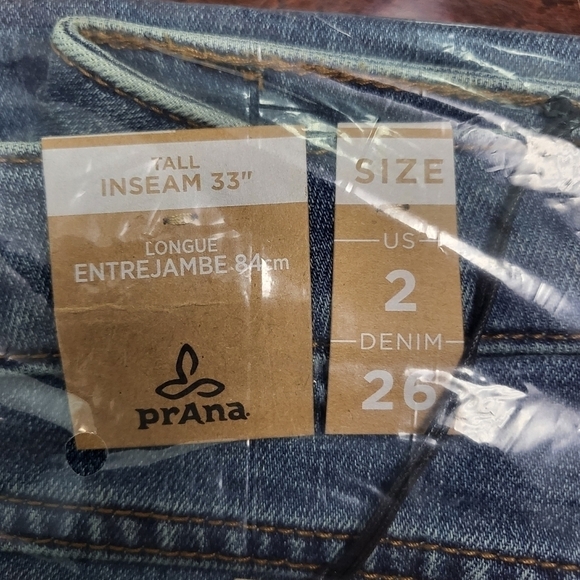 TALL
INSEAM 33"
LONGUE
ENTREJAMBE 84cm
prAna
SIZE
US
2
DENIM
26